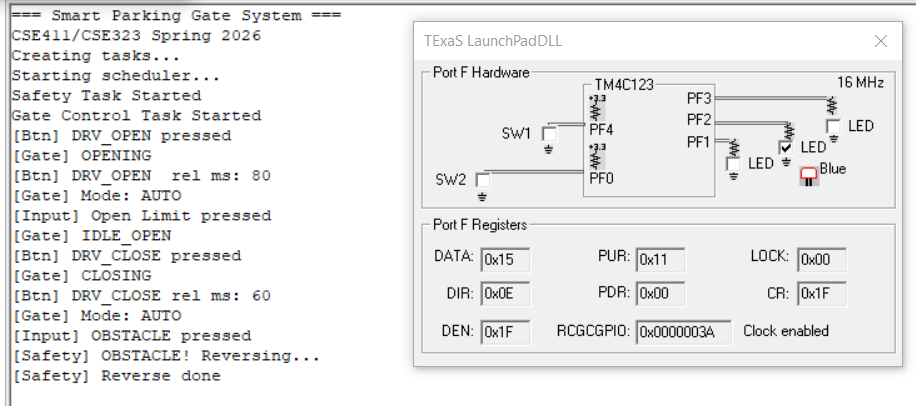 === Smart Parking Gate System ===
CSE411/CSE323 Spring 2026
Creating tasks...
Starting scheduler...
Safety Task Started
Gate Control Task Started
[Btn] DRV_OPEN pressed
[Gate] OPENING
[Btn] DRV_OPEN  rel ms: 80
[Gate] Mode: AUTO
[Input] Open Limit pressed
[Gate] IDLE_OPEN
[Btn] DRV_CLOSE pressed
[Gate] CLOSING
[Btn] DRV_CLOSE rel ms: 60
[Gate] Mode: AUTO
[Input] OBSTACLE pressed
[Safety] OBSTACLE! Reversing...
[Safety] Reverse done
TExaS LaunchPadDLL
Port F Hardware
TM4C123 16 MHz
+3.3 PF3
SW1 PF4 PF2 LED
+3.3 PF1 LED
SW2 PF0 LED Blue
Port F Registers
DATA: 0x15 PUR: 0x11 LOCK: 0x00
DIR: 0x0E PDR: 0x00 CR: 0x1F
DEN: 0x1F RCGCGPIO: 0x0000003A Clock enabled